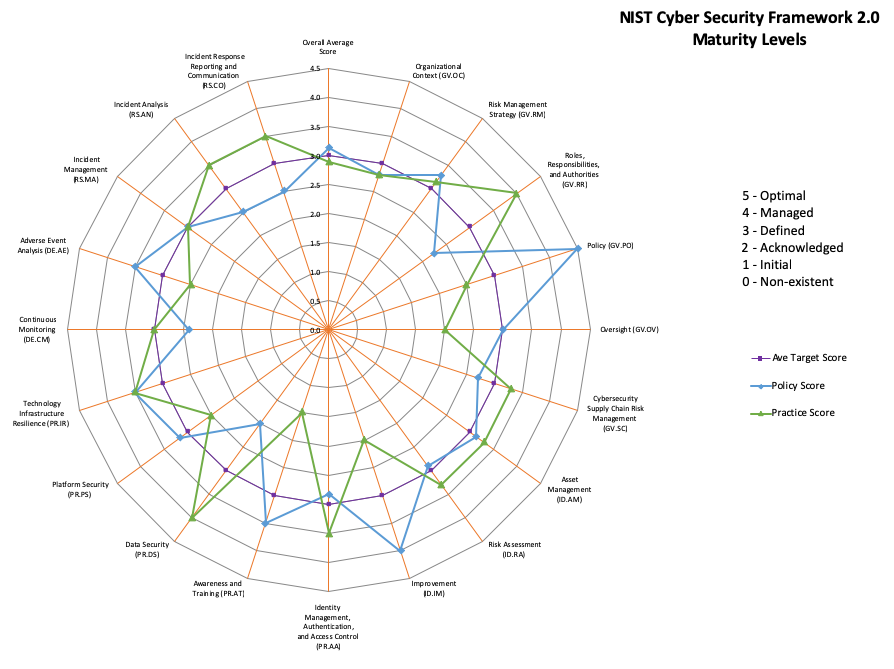 NIST Cyber Security Framework 2.0
Maturity Levels
Overall Average
Score
Organizational
Context (GV.OC)
Risk Management
Strategy (GV.RM)
Roles,
Responsibilities,
and Authorities
(GV.RR)
Policy (GV.PO)
Oversight (GV.OV)
Cybersecurity
Supply Chain Risk
Management
(GV.SC)
Asset
Management
(ID.AM)
Risk Assessment
(ID.RA)
Improvement
(ID.IM)
Identity
Management,
Authentication,
and Access Control
(PR.AA)
Awareness and
Training (PR.AT)
Data Security
(PR.DS)
Platform Security
(PR.PS)
Technology
Infrastructure
Resilience (PR.IR)
Continuous
Monitoring
(DE.CM)
Adverse Event
Analysis (DE.AE)
Incident
Management
(RS.MA)
Incident Analysis
(RS.AN)
Incident Response
Reporting and
Communication
(RS.CO)
4.5
4.0
3.5
3.0
2.5
2.0
1.5
1.0
0.5
0.0
5 - Optimal
4 - Managed
3 - Defined
2 - Acknowledged
1 - Initial
0 - Non-existent
Ave Target Score
Policy Score
Practice Score